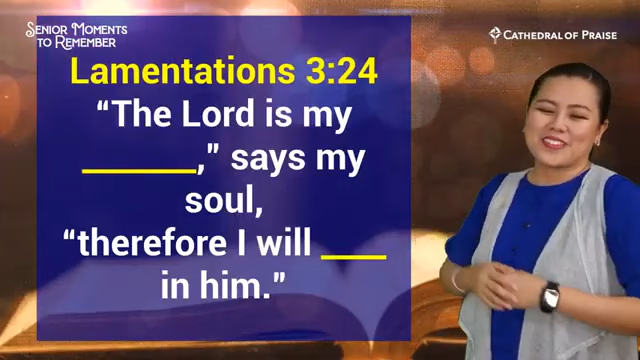 SENIOR MOMENTS
TO REMEMBER
CATHEDRAL OF PRAISE
Lamentations 3:24
“The Lord is my
______,” says my
soul,
“therefore I will ____
in him.”